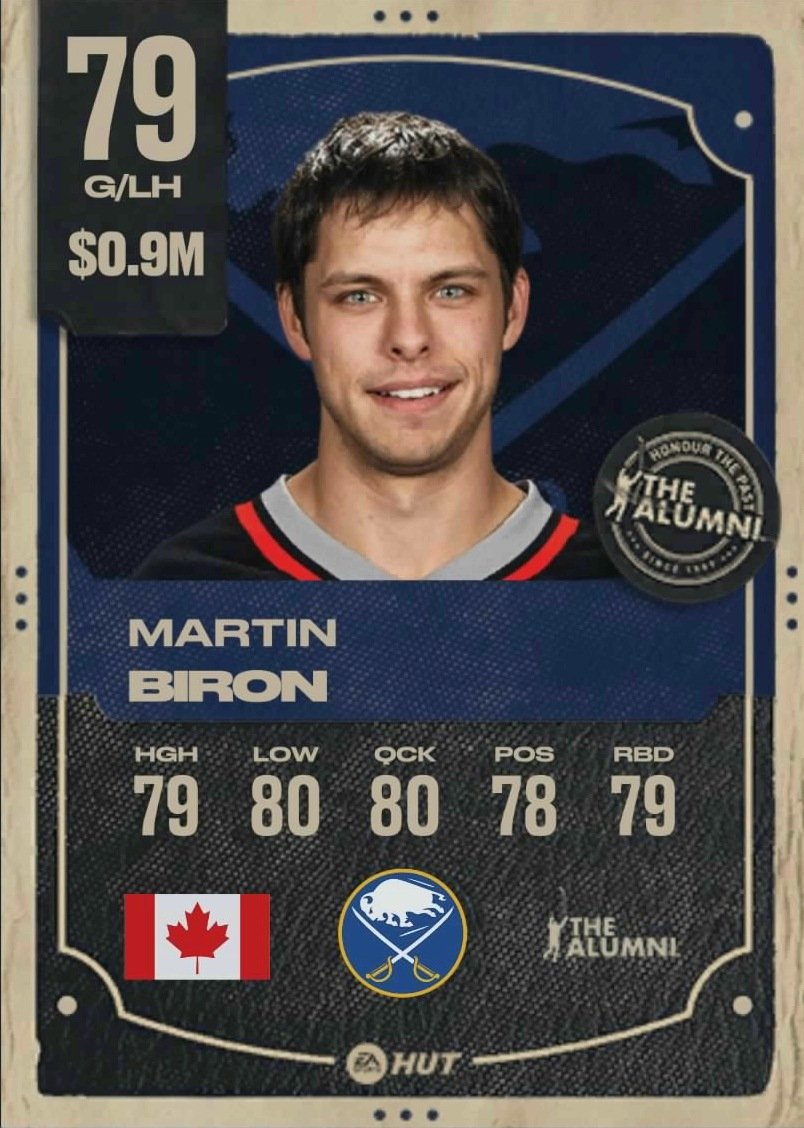 79
G/LH
$0.9M
HONOUR THE PAST
THE
ALUMNI
MARTIN
BIRON
HGH LOW QCK POS RBD
79 80 80 78 79
THE
ALUMNI
EA
HUT